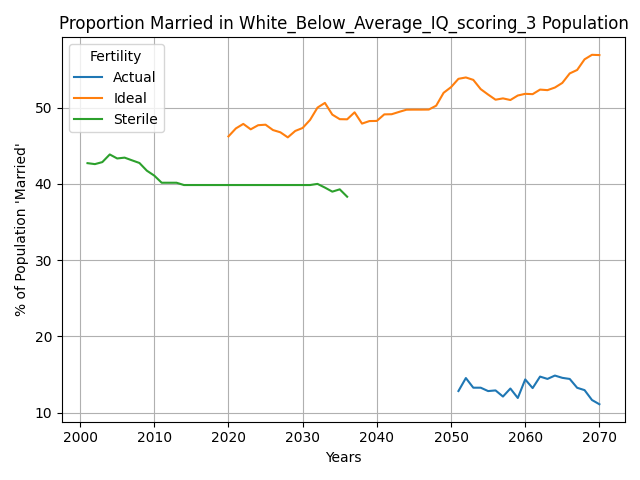 Proportion Married in White_Below_Average_IQ_scoring_3 Population
Fertility
Actual
Ideal
Sterile
% of Population 'Married'
50
40
30
20
10
2000 2010 2020 2030 2040 2050 2060 2070
Years